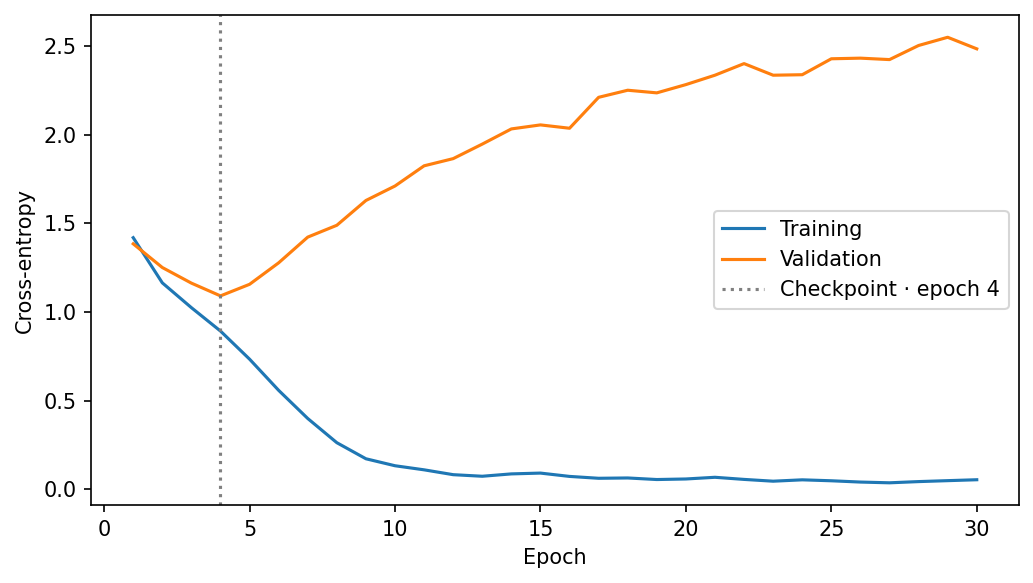 2.5
2.0
1.5
1.0
0.5
0.0
Cross-entropy
Training
Validation
Checkpoint · epoch 4
0 5 10 15 20 25 30
Epoch